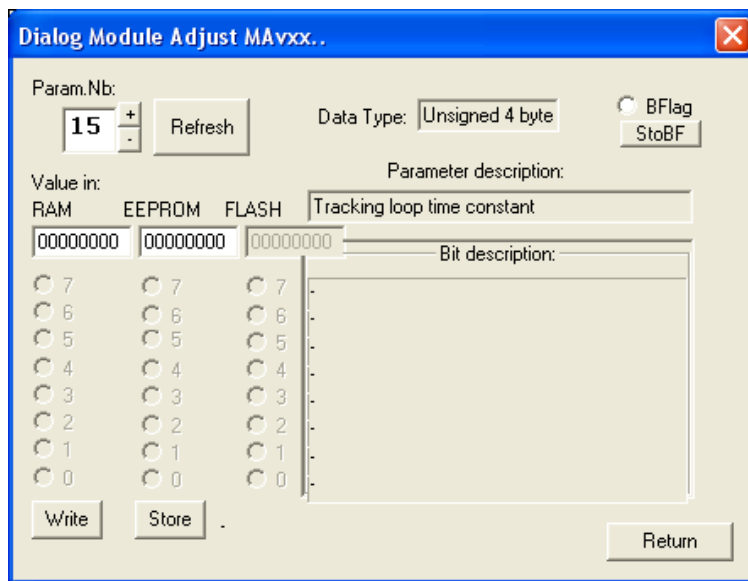 Dialog Module Adjust MAvxx..
Param.Nb:
15
+
-
Refresh
Data Type: Unsigned 4 byte
BFlag
StoBF
Value in:
RAM EEPROM FLASH
Parameter description:
Tracking loop time constant
00000000 00000000 00000000
Bit description:
7 7 7 -
6 6 6 -
5 5 5 -
4 4 4 -
3 3 3 -
2 2 2 -
1 1 1 -
0 0 0 -
Write Store .
Return